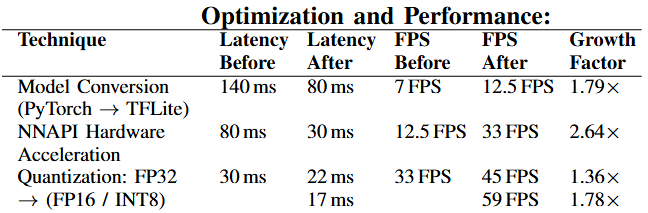 Optimization and Performance:
Technique Latency Latency FPS FPS Growth
Before After Before After Factor
Model Conversion 140 ms 80 ms 7 FPS 12.5 FPS 1.79×
(PyTorch → TFLite)
NNAPI Hardware 80 ms 30 ms 12.5 FPS 33 FPS 2.64×
Acceleration
Quantization: FP32 30 ms 22 ms 33 FPS 45 FPS 1.36×
→ (FP16 / INT8) 17 ms 59 FPS 1.78×